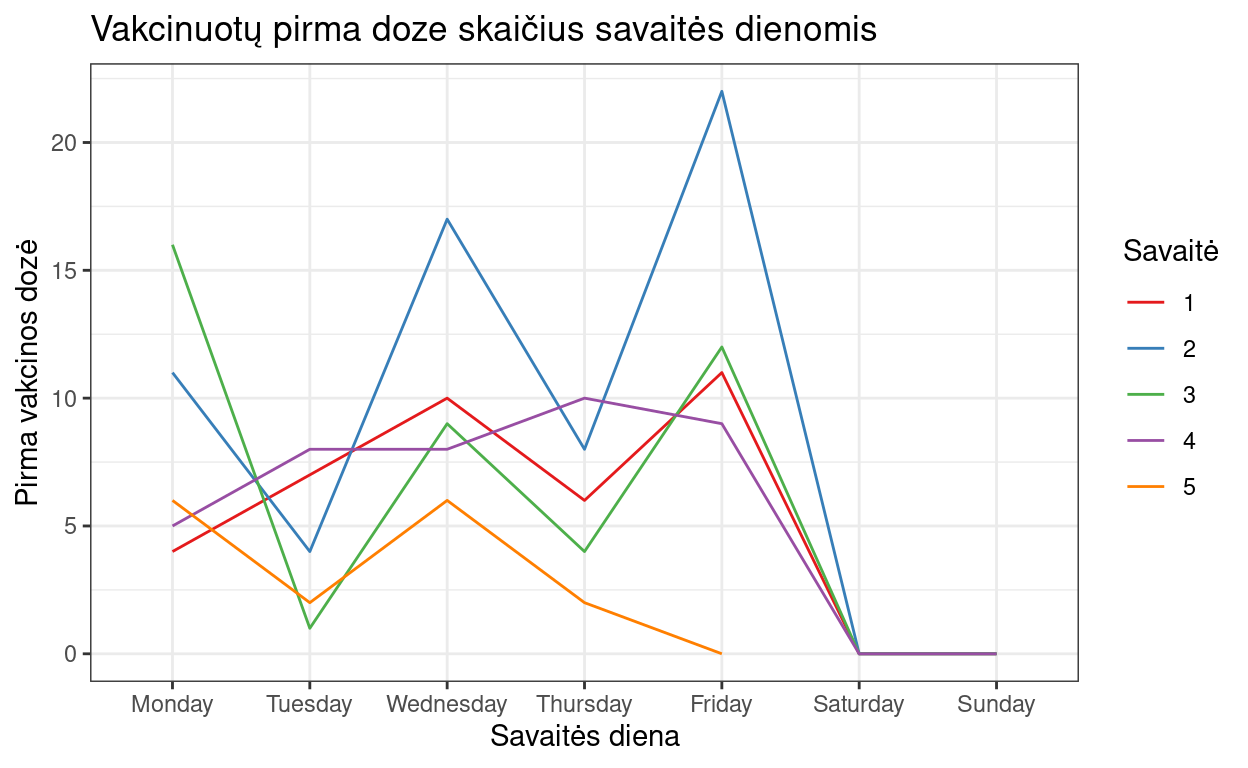 Vakcinuotų pirma doze skaičius savaitės dienomis
Pirma vakcinos dozė
20
15
10
5
0
Monday Tuesday Wednesday Thursday Friday Saturday Sunday
Savaitės diena
Savaitė
1
2
3
4
5